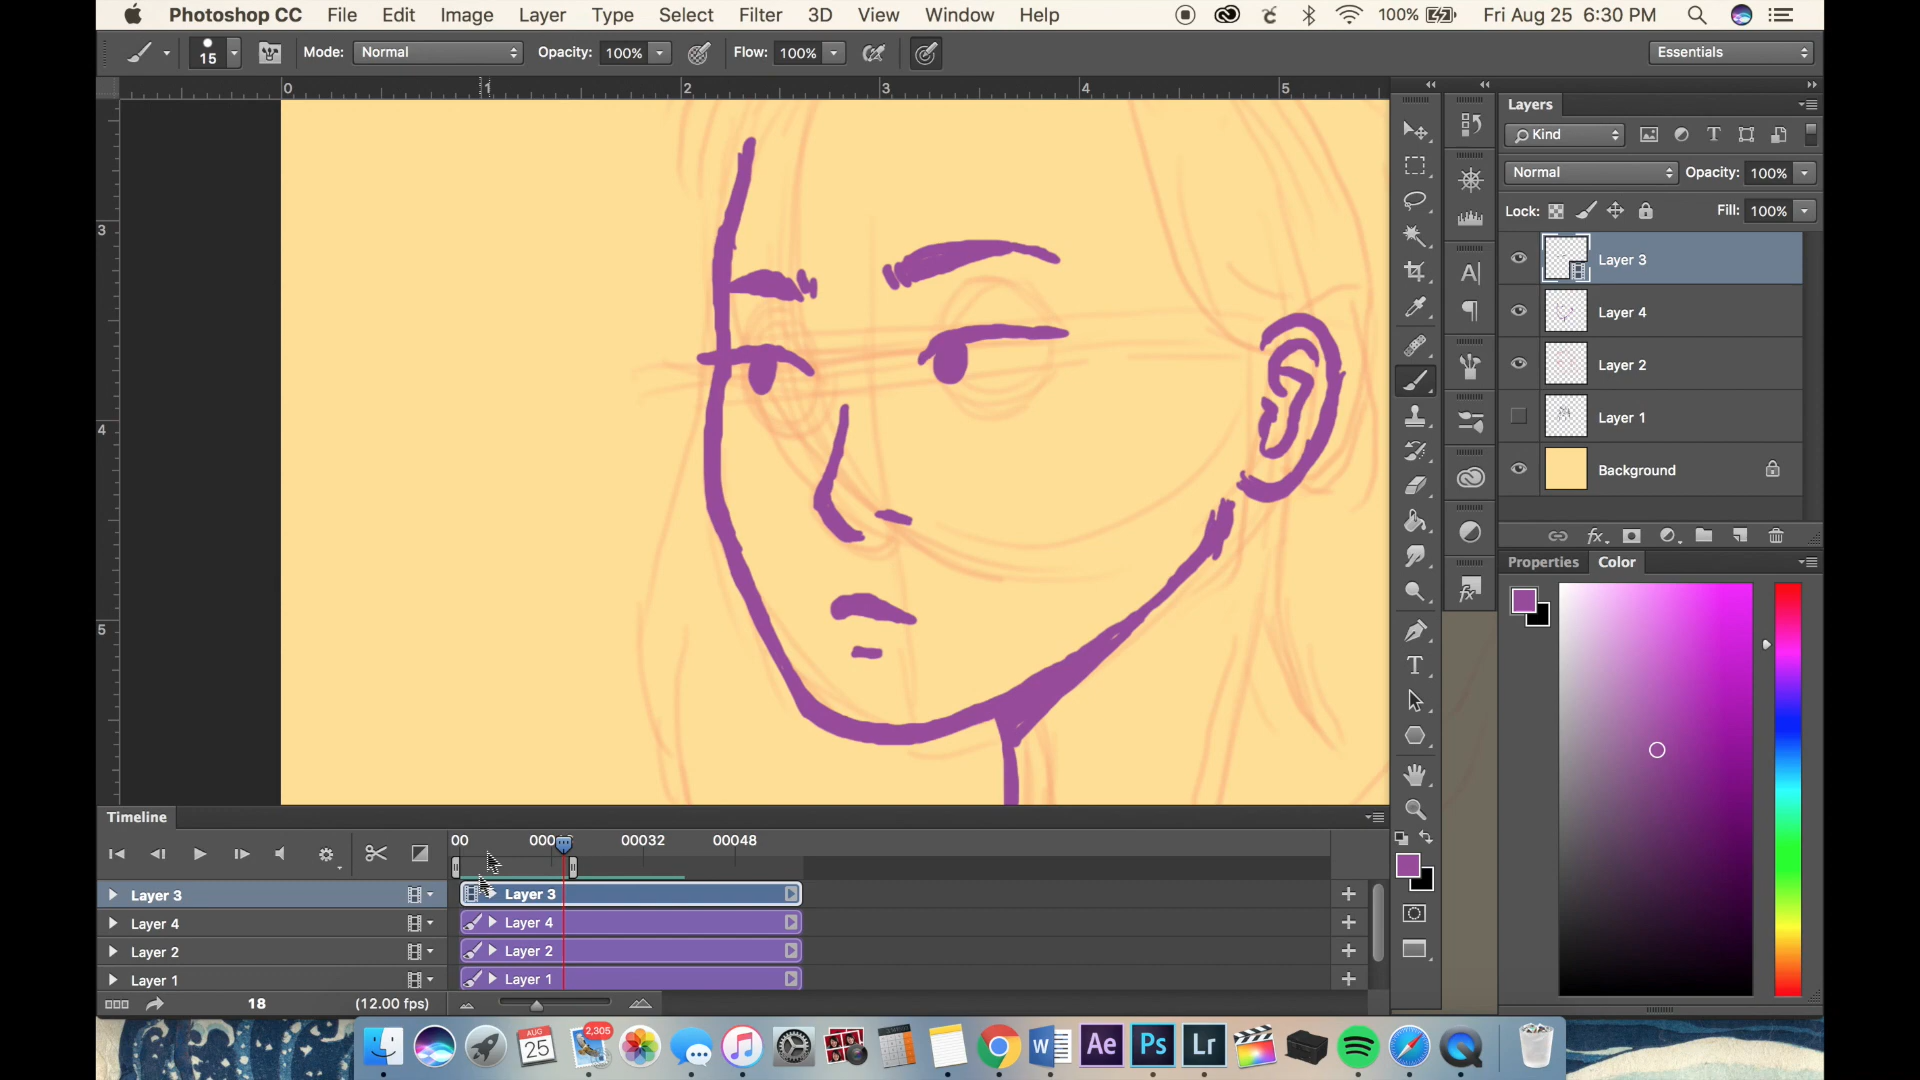 Photoshop CC File Edit Image Layer Type Select Filter 3D View Window Help 100% Fri Aug 25 6:30 PM
15 Mode: Normal Opacity: 100% Flow: 100% Essentials
0 1 2 3 4 5
3
4
5
Layers
Kind
Normal Opacity: 100%
Lock: Fill: 100%
Layer 3
Layer 4
Layer 2
Layer 1
Background
fx
Properties Color
A
T
fx
Timeline
00 00032 00048
Layer 3 Layer 3
Layer 4 Layer 4
Layer 2 Layer 2
Layer 1 Layer 1
18 (12.00 fps)
AUG
25
2,305
W Ae Ps Lr